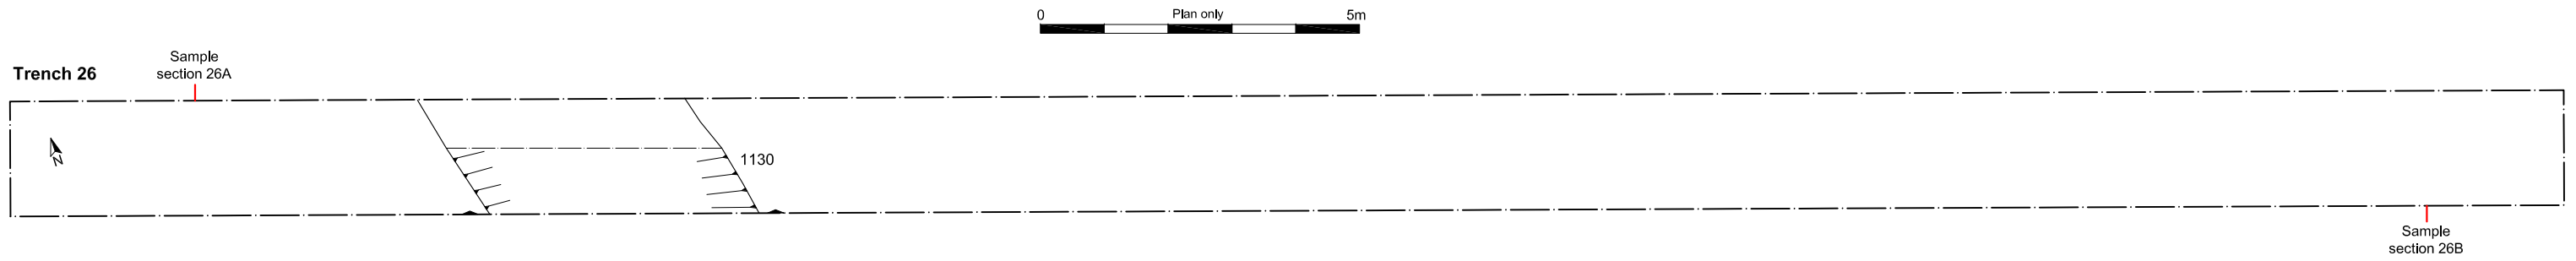 0 Plan only 5m
Sample
section 26A
Trench 26
N
1130
Sample
section 26B